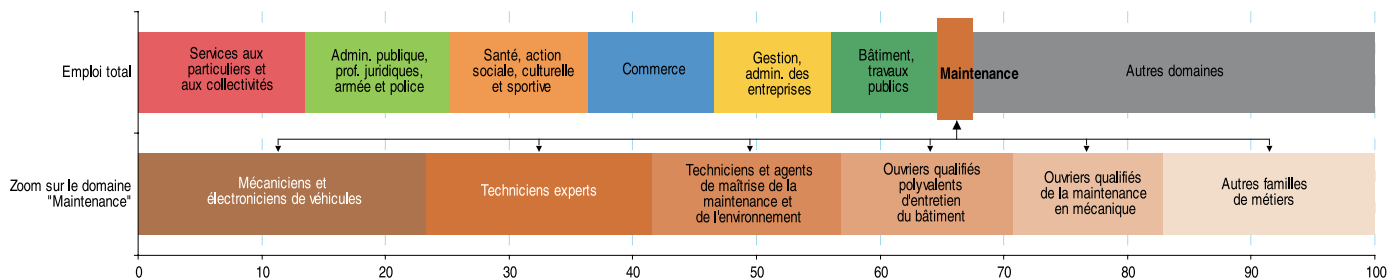 Emploi total
Services aux
particuliers et
aux collectivités
Admin. publique,
prof. juridiques,
armée et police
Santé, action
sociale, culturelle
et sportive
Commerce
Gestion,
admin. des
entreprises
Bâtiment,
travaux
publics
Maintenance
Autres domaines
Zoom sur le domaine
"Maintenance"
Mécaniciens et
électroniciens de véhicules
Techniciens experts
Techniciens et agents
de maîtrise de la
maintenance et
de l'environnement
Ouvriers qualifiés
polyvalents
d'entretien
du bâtiment
Ouvriers qualifiés
de la maintenance
en mécanique
Autres familles
de métiers
0 10 20 30 40 50 60 70 80 90 100